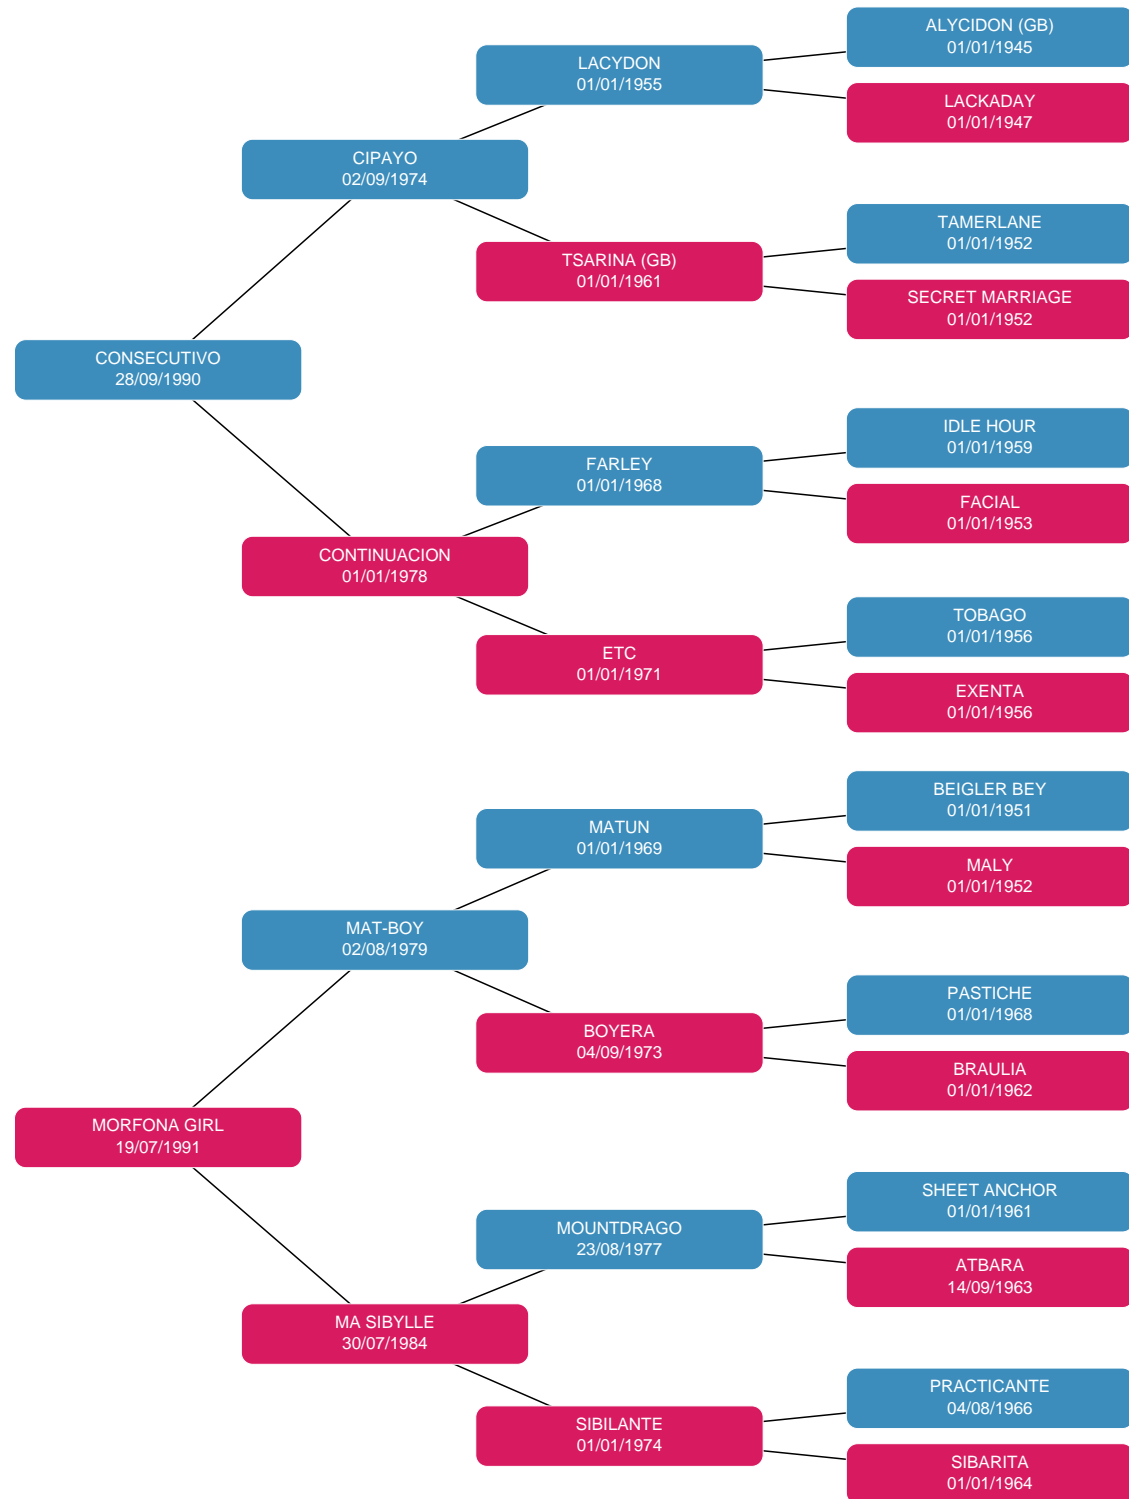 ALYCIDON (GB)
01/01/1945
LACYDON
01/01/1955
LACKADAY
01/01/1947
CIPAYO
02/09/1974
TAMERLANE
01/01/1952
TSARINA (GB)
01/01/1961
SECRET MARRIAGE
01/01/1952
CONSECUTIVO
28/09/1990
IDLE HOUR
01/01/1959
FARLEY
01/01/1968
FACIAL
01/01/1953
CONTINUACION
01/01/1978
TOBAGO
01/01/1956
ETC
01/01/1971
EXENTA
01/01/1956
BEIGLER BEY
01/01/1951
MATUN
01/01/1969
MALY
01/01/1952
MAT-BOY
02/08/1979
PASTICHE
01/01/1968
BOYERA
04/09/1973
BRAULIA
01/01/1962
MORFONA GIRL
19/07/1991
SHEET ANCHOR
01/01/1961
MOUNTDRAGO
23/08/1977
ATBARA
14/09/1963
MA SIBYLLE
30/07/1984
PRACTICANTE
04/08/1966
SIBILANTE
01/01/1974
SIBARITA
01/01/1964